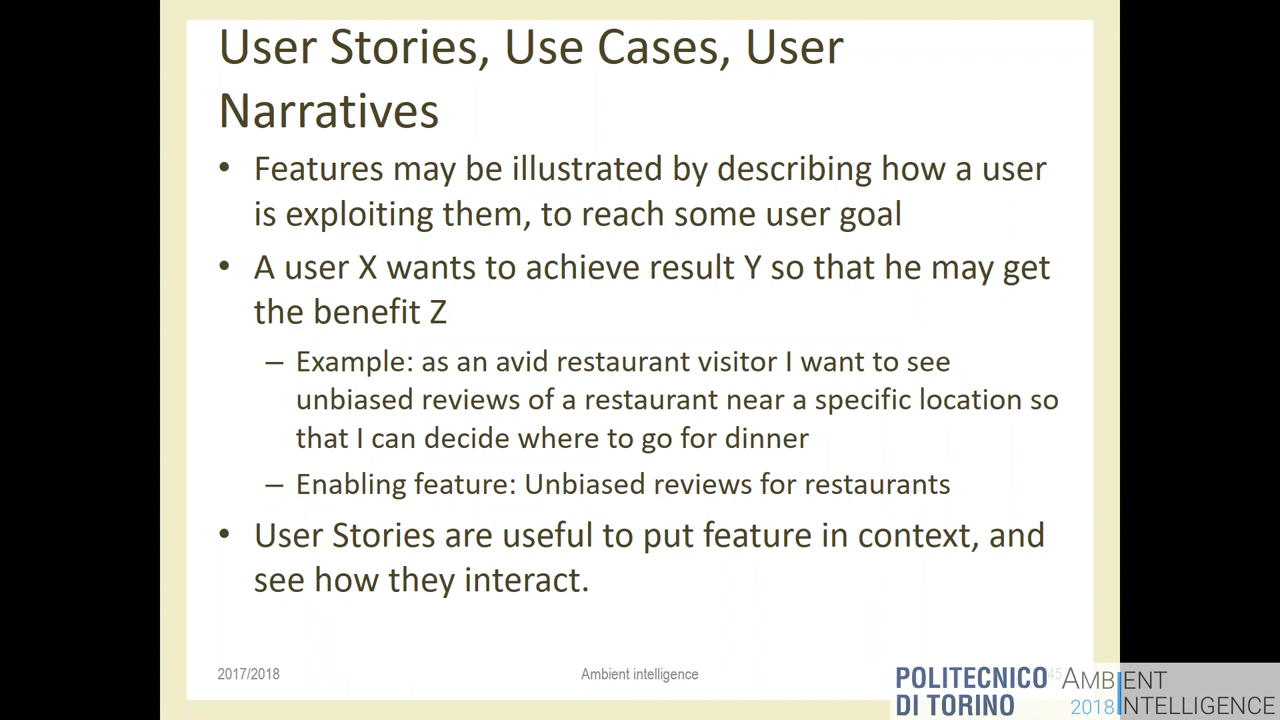 User Stories, Use Cases, User
Narratives
• Features may be illustrated by describing how a user
is exploiting them, to reach some user goal
• A user X wants to achieve result Y so that he may get
the benefit Z
– Example: as an avid restaurant visitor I want to see
unbiased reviews of a restaurant near a specific location so
that I can decide where to go for dinner
– Enabling feature: Unbiased reviews for restaurants
• User Stories are useful to put feature in context, and
see how they interact.
2017/2018
Ambient intelligence
45
POLITECNICO
DI TORINO
AMBIENT
2018 INTELLIGENCE